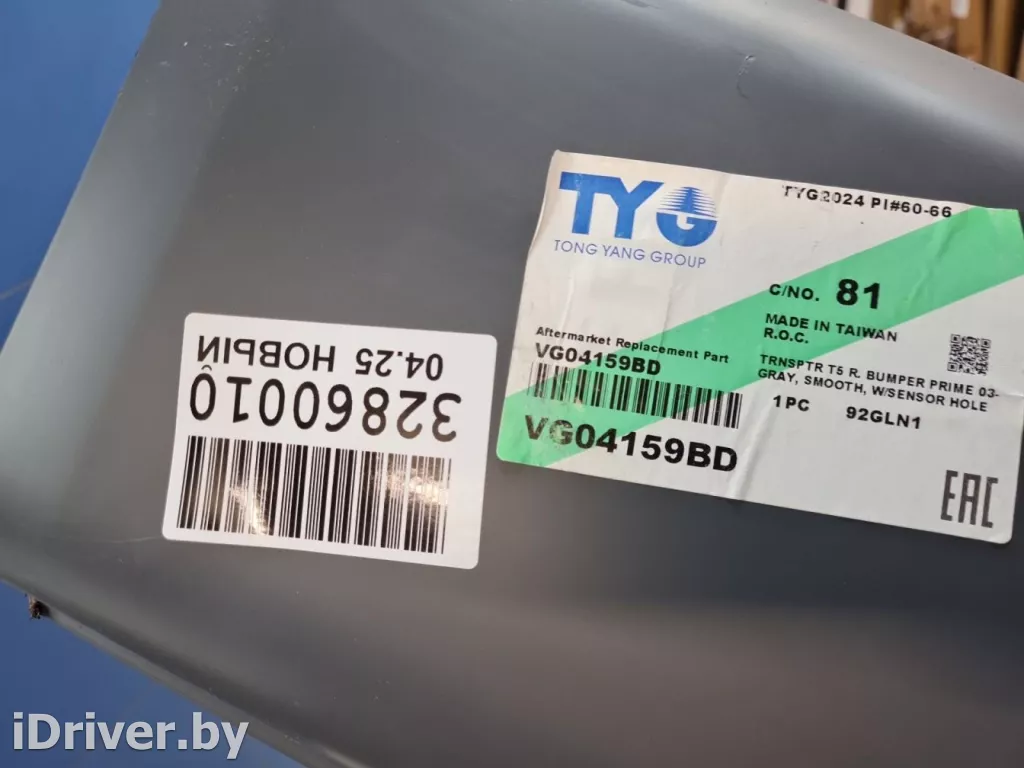 TYG
TONG YANG GROUP
TYG2024 PI#60-66
C/NO. 81
MADE IN TAIWAN
R.O.C.
Aftermarket Replacement Part
VG04159BD
TRNSPTR T5 R. BUMPER PRIME 03-
GRAY, SMOOTH, W/SENSOR HOLE
1PC 92GLN1
VG04159BD
EAC
32860010
04.25 НОВЫЙ
iDriver.by